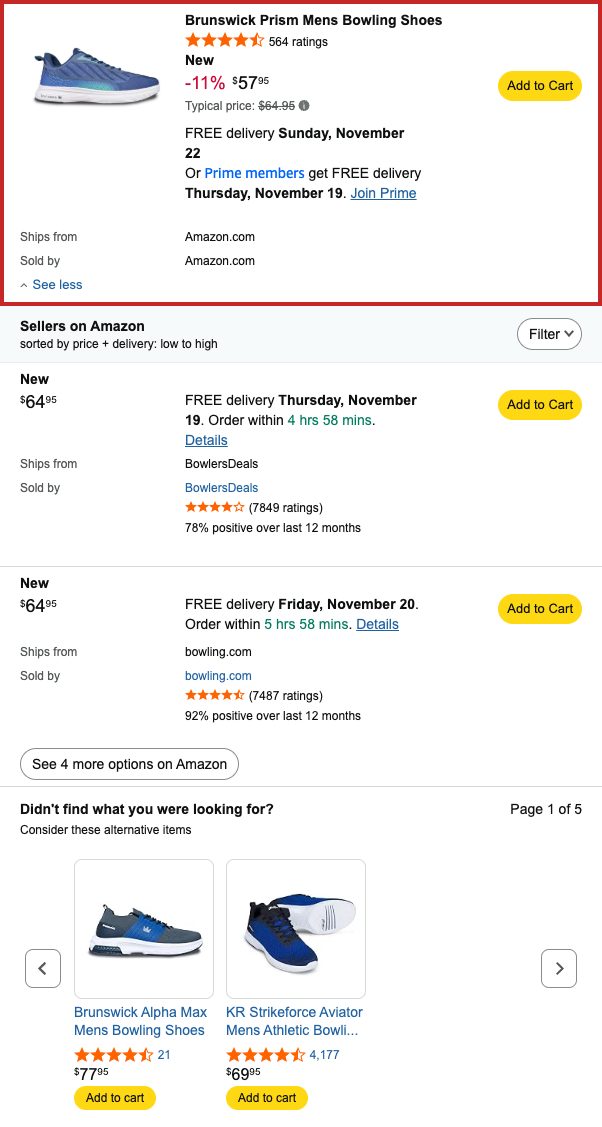 Brunswick Prism Mens Bowling Shoes
564 ratings
New
-11% $57.95
Typical price: $64.95
Add to Cart
FREE delivery Sunday, November
22
Or Prime members get FREE delivery
Thursday, November 19. Join Prime
Ships from Amazon.com
Sold by Amazon.com
See less
Sellers on Amazon
sorted by price + delivery: low to high
Filter
New
$64.95
FREE delivery Thursday, November
19. Order within 4 hrs 58 mins.
Details
Add to Cart
Ships from BowlersDeals
Sold by BowlersDeals
(7849 ratings)
78% positive over last 12 months
New
$64.95
FREE delivery Friday, November 20.
Order within 5 hrs 58 mins. Details
Add to Cart
Ships from bowling.com
Sold by bowling.com
(7487 ratings)
92% positive over last 12 months
See 4 more options on Amazon
Didn't find what you were looking for? Page 1 of 5
Consider these alternative items
Brunswick Alpha Max
Mens Bowling Shoes
21
$77.95
Add to cart
KR Strikeforce Aviator
Mens Athletic Bowli...
4,177
$69.95
Add to cart